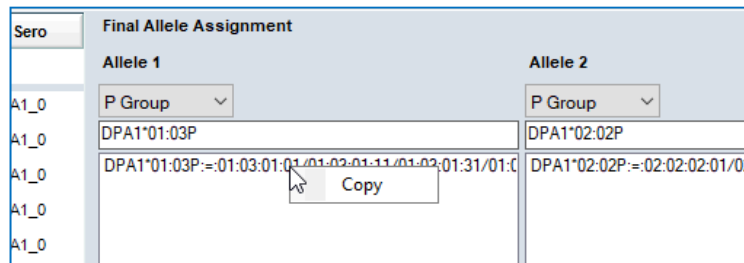 Sero
Final Allele Assignment
Allele 1
Allele 2
P Group
P Group
A1_0
DPA1*01:03P
DPA1*02:02P
A1_0
DPA1*01:03P:=:01:03:01:01/01:03:01:11/01:03:01:31/01:0
DPA1*02:02P:=:02:02:02:01/0
A1_0
Copy
A1_0
A1_0